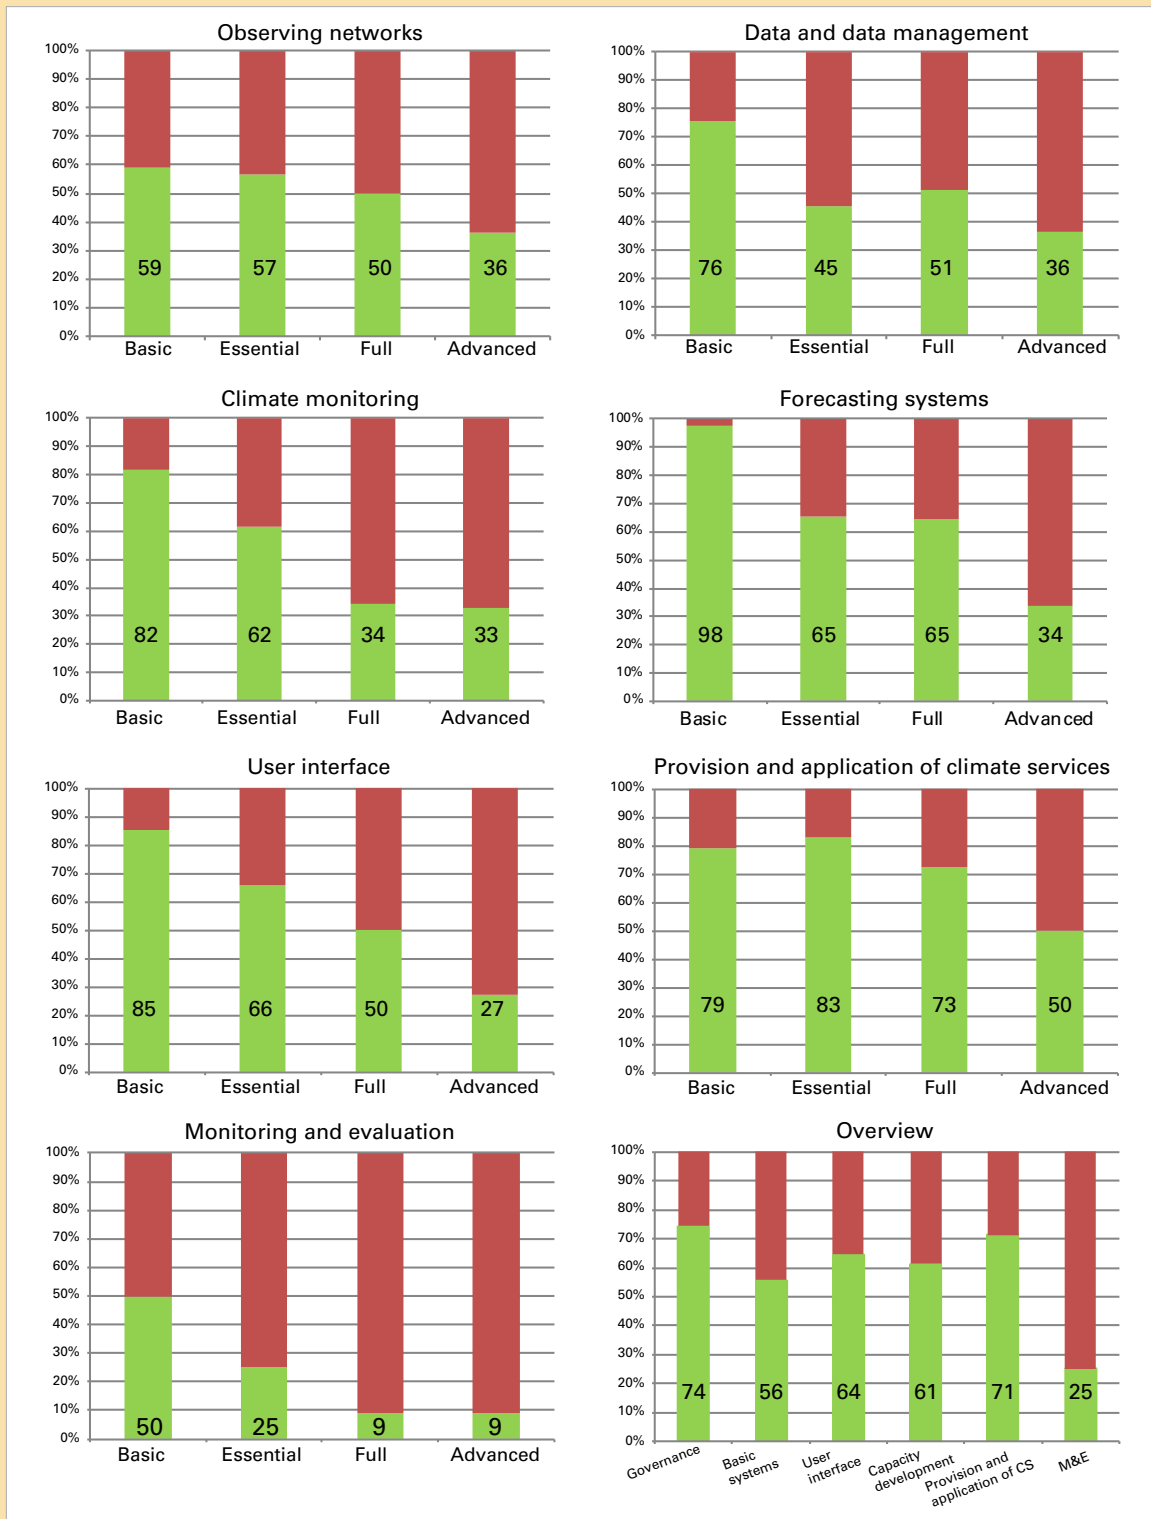 Observing networks
100%
90%
80%
70%
60%
50%
40%
30%
20%
10%
0%
59 57 50 36
Basic Essential Full Advanced
Data and data management
100%
90%
80%
70%
60%
50%
40%
30%
20%
10%
0%
76 45 51 36
Basic Essential Full Advanced
Climate monitoring
100%
90%
80%
70%
60%
50%
40%
30%
20%
10%
0%
82 62 34 33
Basic Essential Full Advanced
Forecasting systems
100%
90%
80%
70%
60%
50%
40%
30%
20%
10%
0%
98 65 65 34
Basic Essential Full Advanced
User interface
100%
90%
80%
70%
60%
50%
40%
30%
20%
10%
0%
85 66 50 27
Basic Essential Full Advanced
Provision and application of climate services
100%
90%
80%
70%
60%
50%
40%
30%
20%
10%
0%
79 83 73 50
Basic Essential Full Advanced
Monitoring and evaluation
100%
90%
80%
70%
60%
50%
40%
30%
20%
10%
0%
50 25 9 9
Basic Essential Full Advanced
Overview
100%
90%
80%
70%
60%
50%
40%
30%
20%
10%
0%
74 56 64 61 71 25
Governance
Basic
systems
User
interface
Capacity
development
Provision and
application of CS
M&E